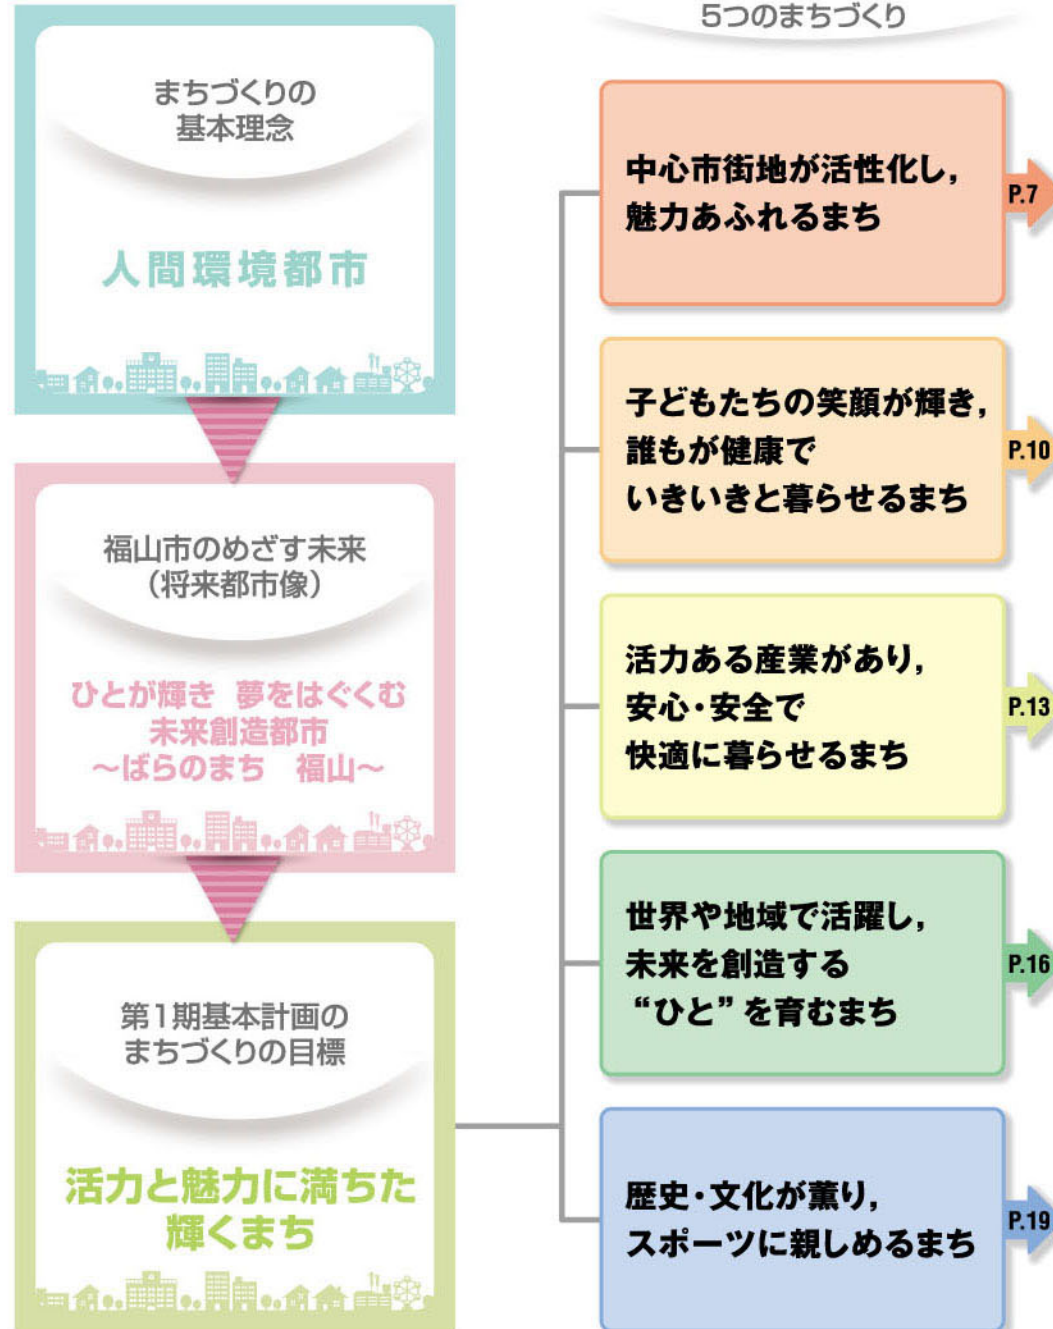 まちづくりの
基本理念
人間環境都市
福山市のめざす未来
（将来都市像）
ひとが輝き 夢をはぐくむ
未来創造都市
～ばらのまち 福山～
第1期基本計画の
まちづくりの目標
活力と魅力に満ちた
輝くまち
5つのまちづくり
中心市街地が活性化し，
魅力あふれるまち
P.7
子どもたちの笑顔が輝き，
誰もが健康で
いきいきと暮らせるまち
P.10
活力ある産業があり，
安心・安全で
快適に暮らせるまち
P.13
世界や地域で活躍し，
未来を創造する
“ひと”を育むまち
P.16
歴史・文化が薫り，
スポーツに親しめるまち
P.19